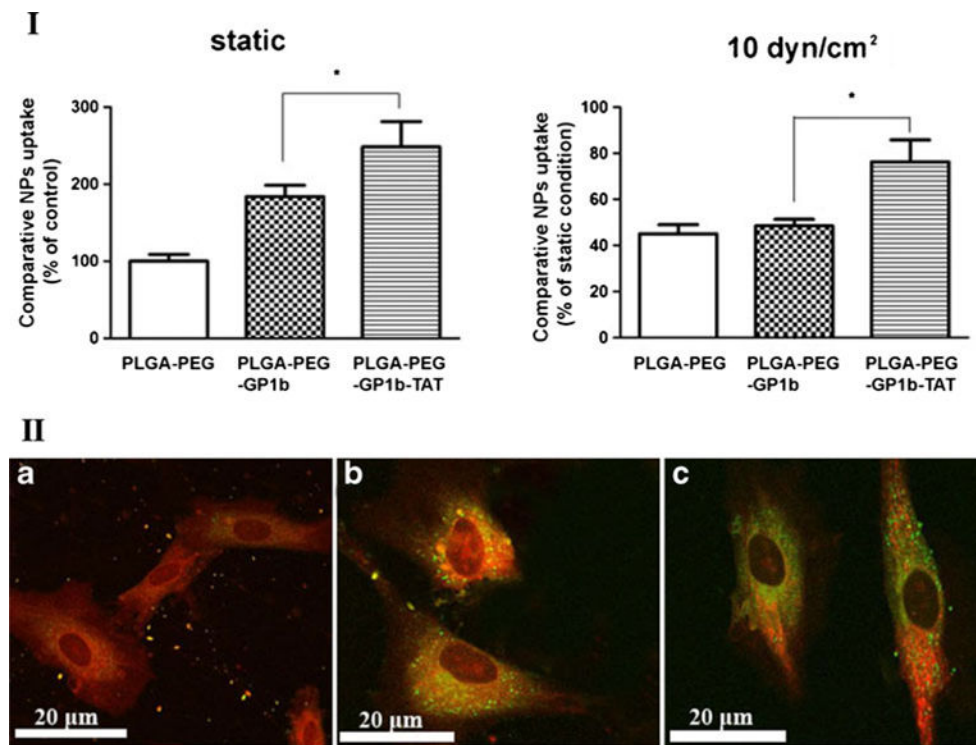 I
static
10 dyn/cm²
*
*
Comparative NPs uptake
(% of control)
300
200
100
0
PLGA-PEG
PLGA-PEG
-GP1b
PLGA-PEG
-GP1b-TAT
Comparative NPs uptake
(% of static condition)
100
80
60
40
20
0
PLGA-PEG
PLGA-PEG
-GP1b
PLGA-PEG
-GP1b-TAT
II
a
b
c
20 µm
20 µm
20 µm